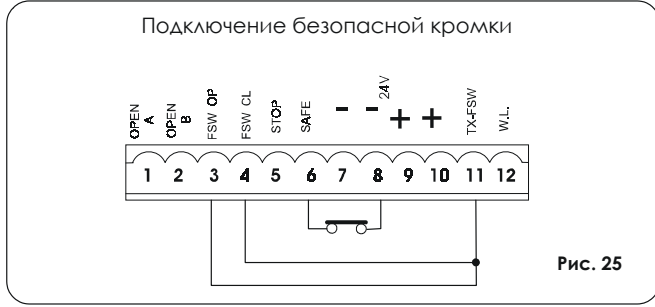 Подключение безопасной кромки
OPEN A
OPEN B
FSW OP
FSW CL
STOP
SAFE
- - 24V
+ +
TX-FSW
W.L.
1 2 3 4 5 6 7 8 9 10 11 12
Рис. 25